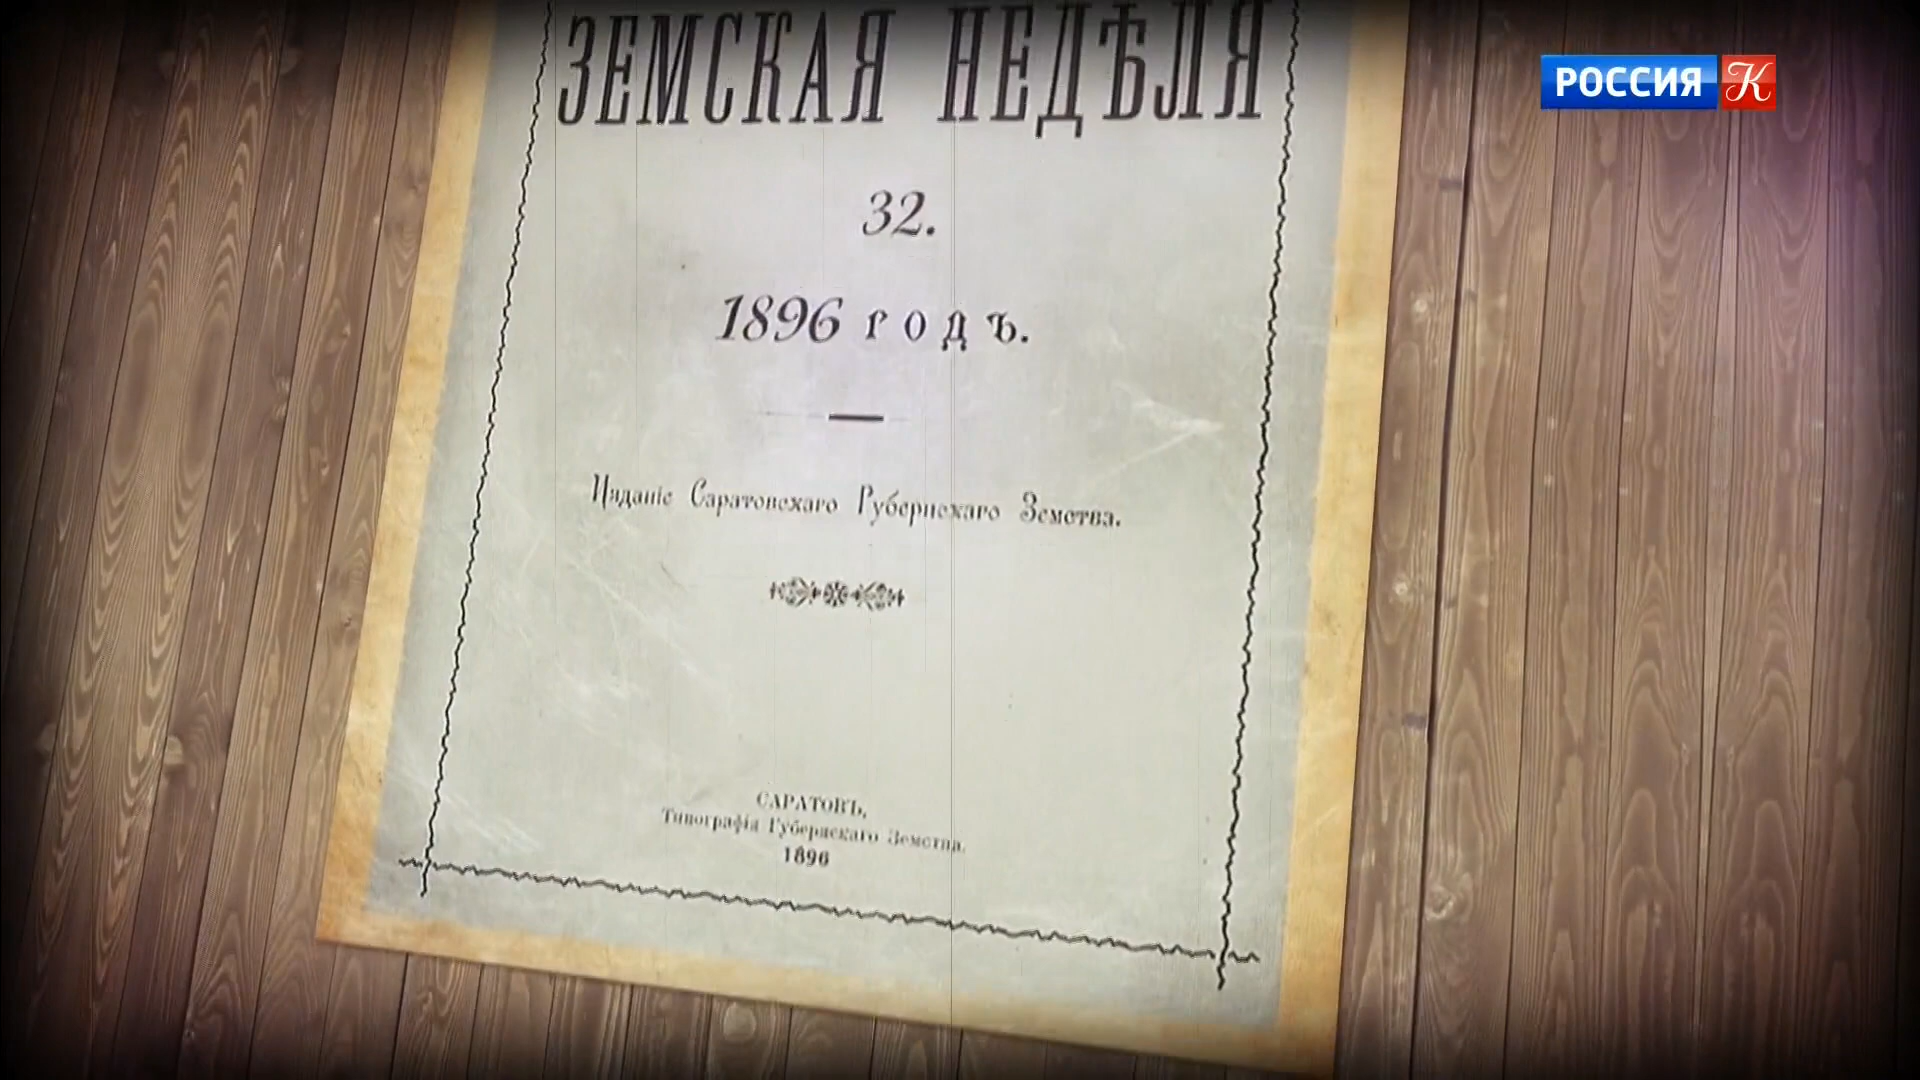 ЗЕМСКАЯ НЕДѢЛЯ
РОССИЯ К
32.
1896 годъ.
Изданіе Саратовскаго Губернскаго Земства.
САРАТОВЪ,
Типографія Губернскаго Земства.
1896